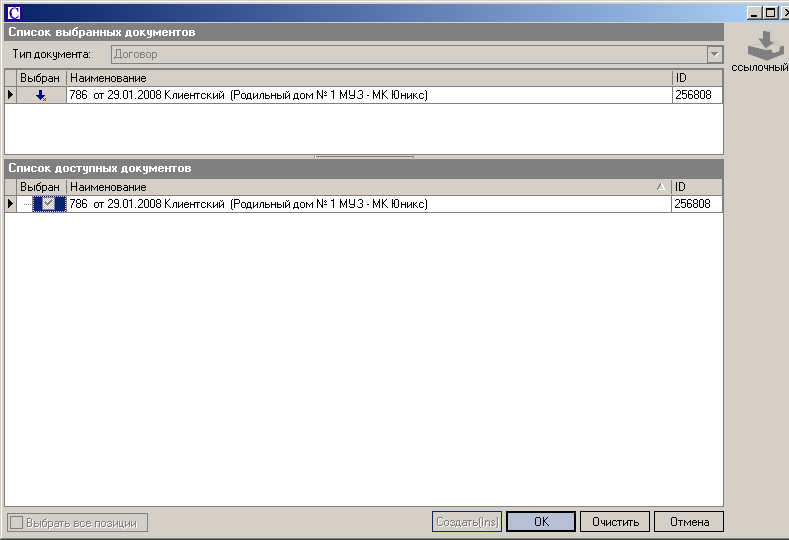 C
Список выбранных документов
Тип документа: Договор
ссылочный
Выбран Наименование ID
786 от 29.01.2008 Клиентский (Родильный дом № 1 МУЗ - МК Юникс) 256808
Список доступных документов
Выбран Наименование ID
786 от 29.01.2008 Клиентский (Родильный дом № 1 МУЗ - МК Юникс) 256808
Выбрать все позиции Создать(Ins) OK Очистить Отмена